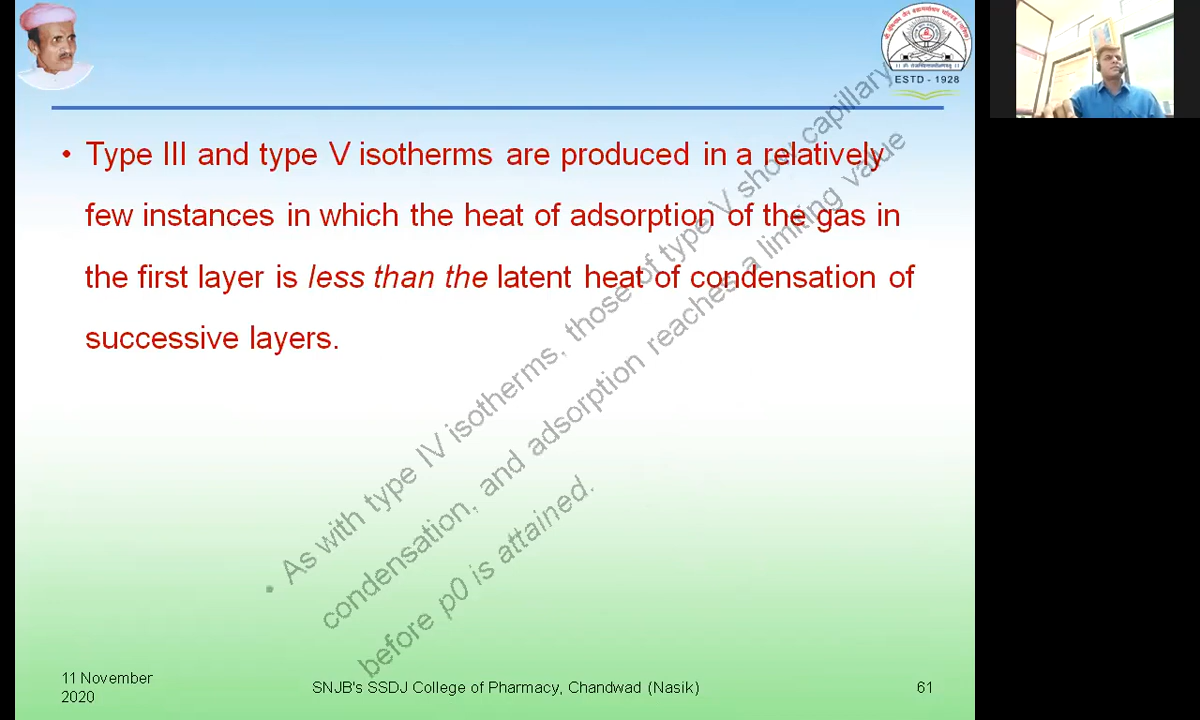 ESTD - 1928
• Type III and type V isotherms are produced in a relatively
few instances in which the heat of adsorption of the gas in
the first layer is less than the latent heat of condensation of
successive layers.
• As with type IV isotherms, those of type V show capillary
condensation, and adsorption reaches a limiting value
before p0 is attained.
11 November
2020
SNJB's SSDJ College of Pharmacy, Chandwad (Nasik)
61